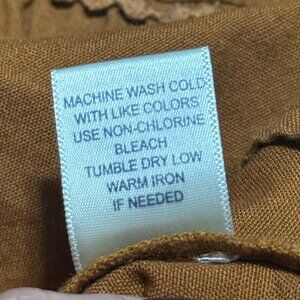 MACHINE WASH COLD
WITH LIKE COLORS
USE NON-CHLORINE
BLEACH
TUMBLE DRY LOW
WARM IRON
IF NEEDED